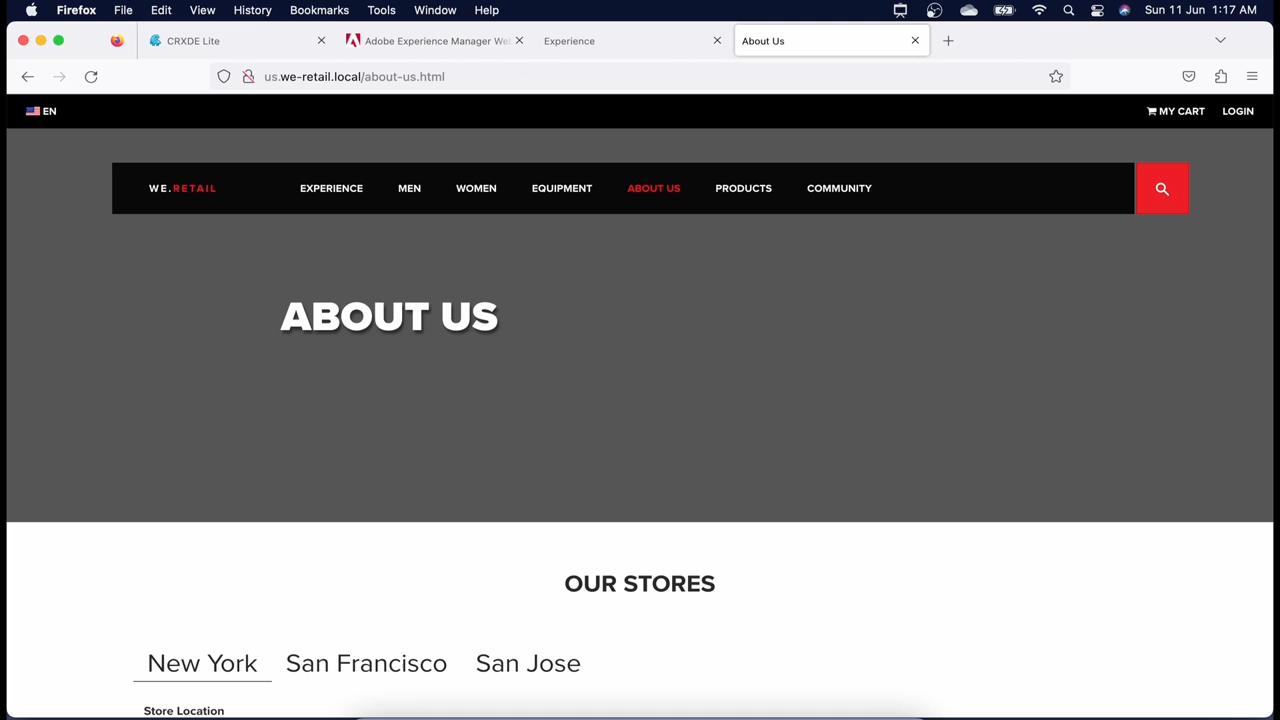 Firefox File Edit View History Bookmarks Tools Window Help Sun 11 Jun 1:17 AM
CRXDE Lite Adobe Experience Manager We Experience About Us
us.we-retail.local/about-us.html
EN MY CART LOGIN
WE.RETAIL EXPERIENCE MEN WOMEN EQUIPMENT ABOUT US PRODUCTS COMMUNITY
ABOUT US
OUR STORES
New York San Francisco San Jose
Store Location